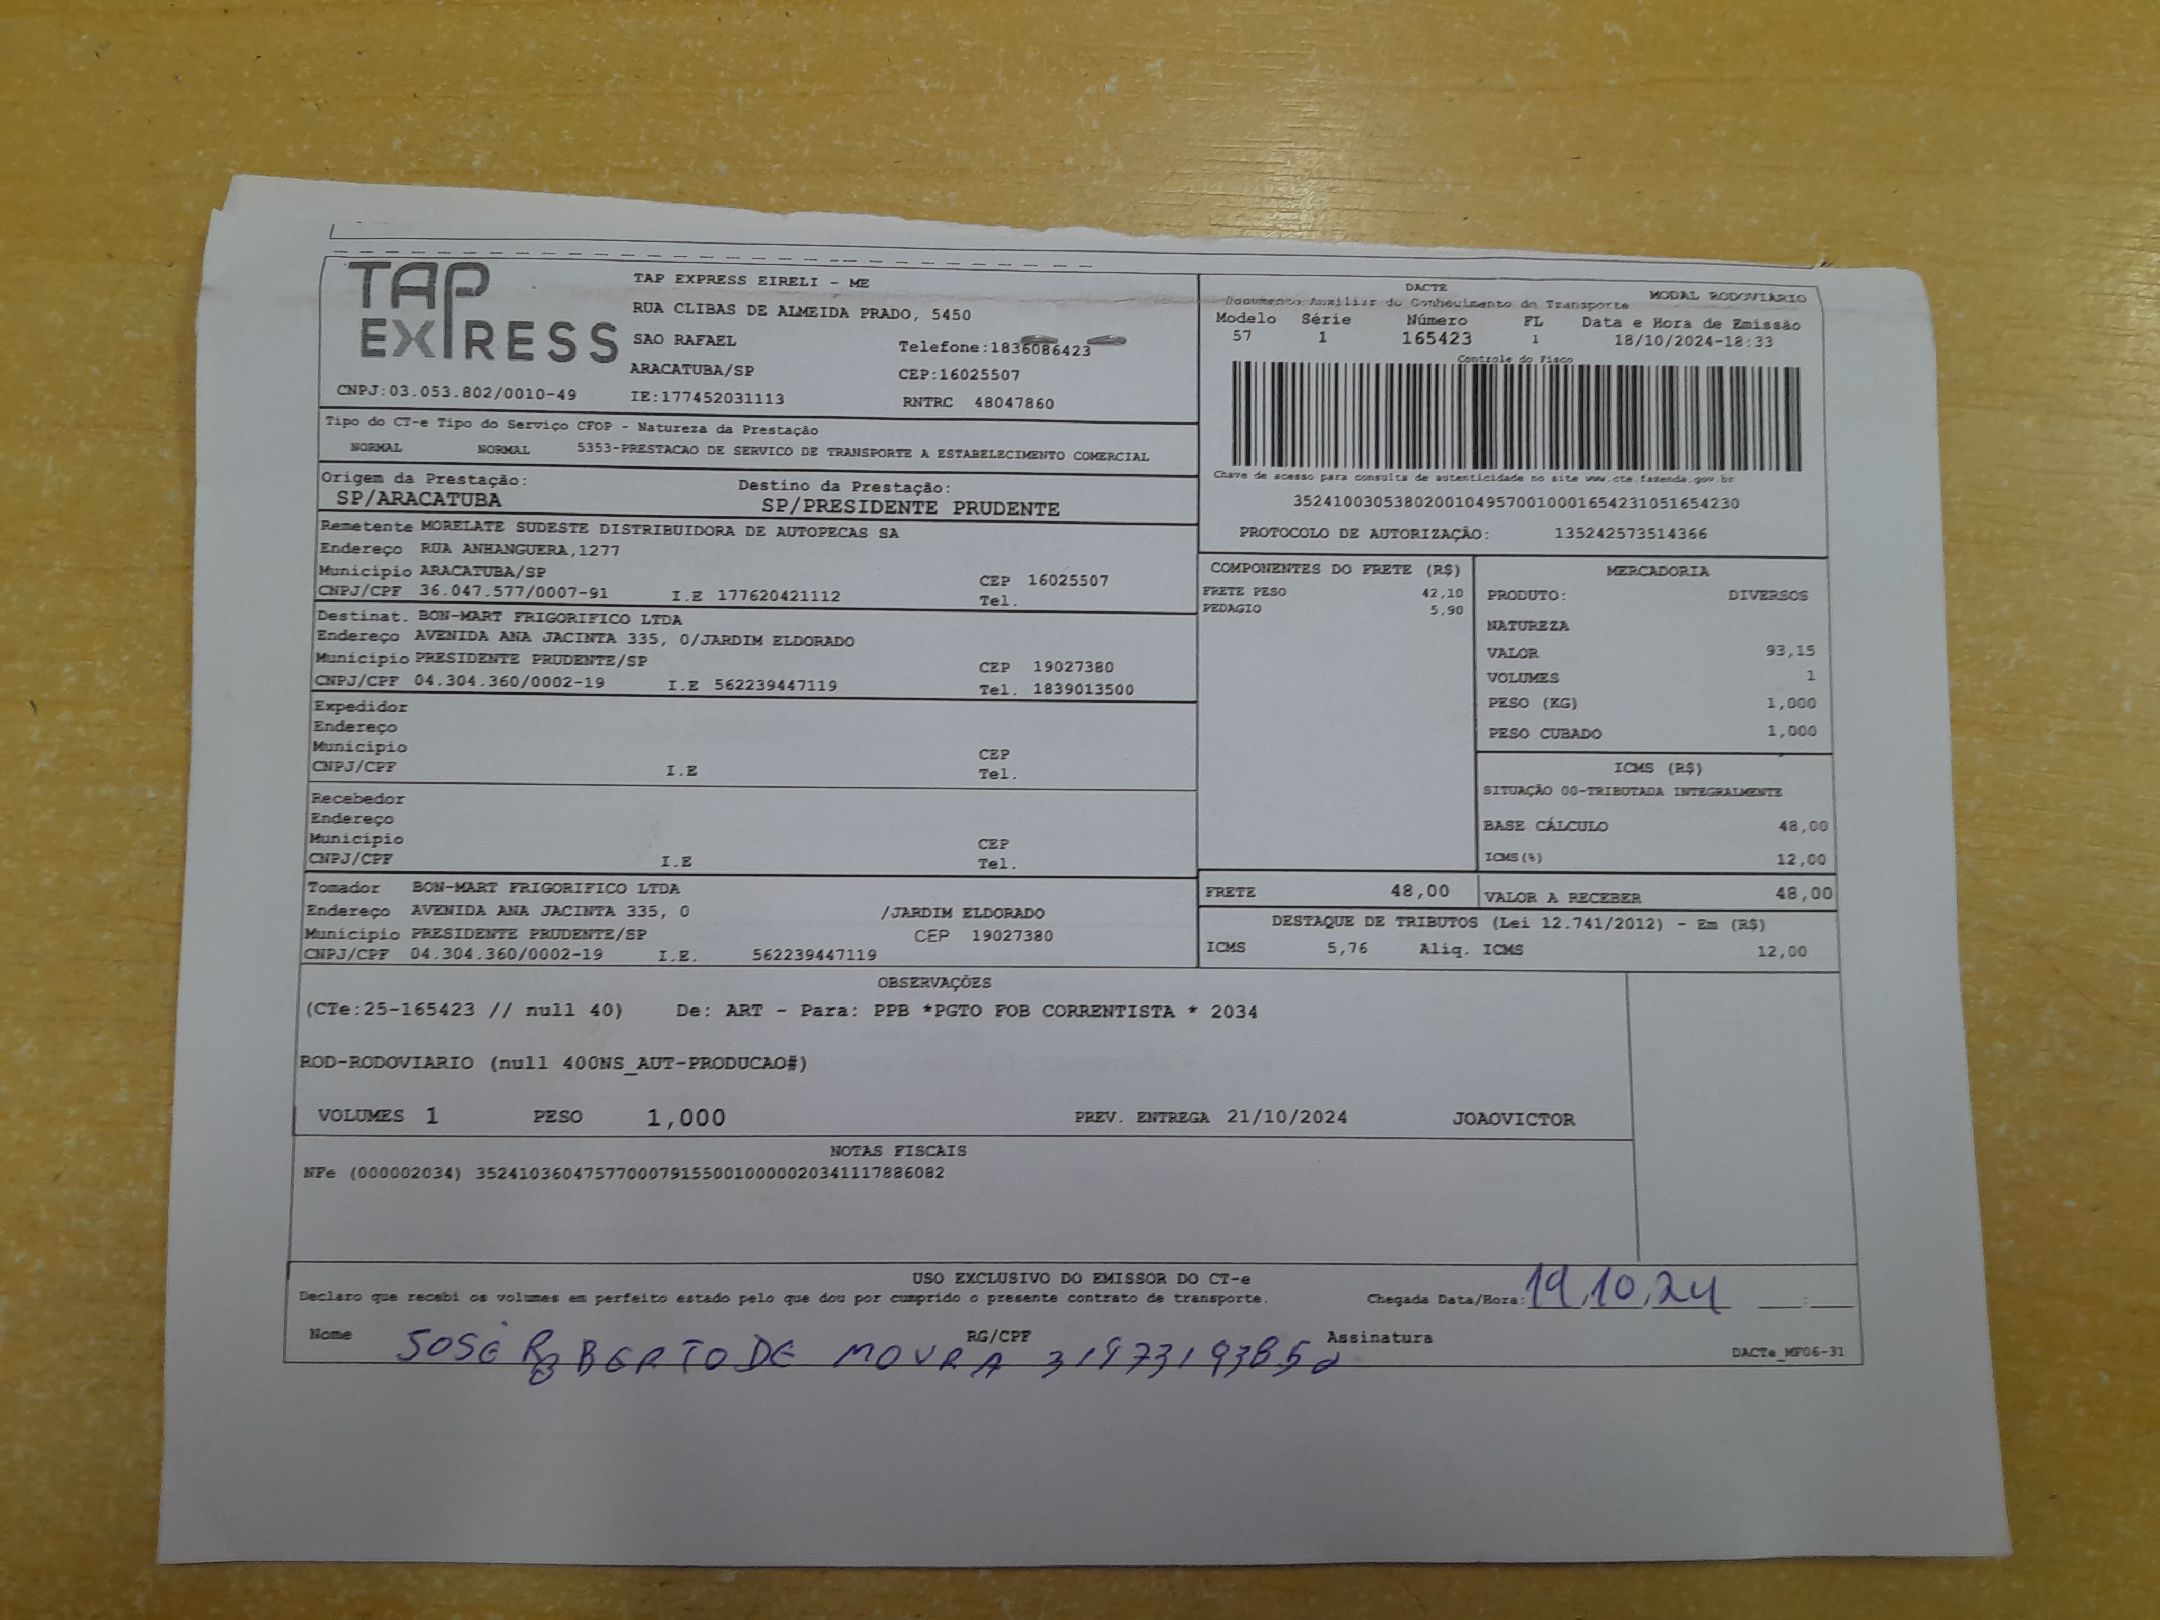 TAP EXPRESS
TAP EXPRESS EIRELI - ME
RUA CLIBAS DE ALMEIDA PRADO, 5450
SAO RAFAEL Telefone:1836086423
ARACATUBA/SP CEP:16025507
CNPJ:03.053.802/0010-49 IE:177452031113 RNTRC 48047860
DACTE
Documento Auxiliar do Conhecimento de Transporte MODAL RODOVIARIO
Modelo Série Número FL Data e Hora de Emissão
57 1 165423 1 18/10/2024-18:33
Controle do Fisco
Chave de acesso para consulta de autenticidade no site www.cte.fazenda.gov.br
35241003053802001049570010001654231051654230
PROTOCOLO DE AUTORIZAÇÃO: 135242573514366
Tipo do CT-e Tipo do Serviço CFOP - Natureza da Prestação
NORMAL NORMAL 5353-PRESTACAO DE SERVICO DE TRANSPORTE A ESTABELECIMENTO COMERCIAL
Origem da Prestação: Destino da Prestação:
SP/ARACATUBA SP/PRESIDENTE PRUDENTE
Remetente MORELATE SUDESTE DISTRIBUIDORA DE AUTOPECAS SA
Endereço RUA ANHANGUERA,1277
Município ARACATUBA/SP CEP 16025507
CNPJ/CPF 36.047.577/0007-91 I.E 177620421112 Tel.
Destinat. BON-MART FRIGORIFICO LTDA
Endereço AVENIDA ANA JACINTA 335, 0/JARDIM ELDORADO
Município PRESIDENTE PRUDENTE/SP CEP 19027380
CNPJ/CPF 04.304.360/0002-19 I.E 562239447119 Tel. 1839013500
Expedidor
Endereço
Município CEP
CNPJ/CPF I.E Tel.
Recebedor
Endereço
Município CEP
CNPJ/CPF I.E Tel.
Tomador BON-MART FRIGORIFICO LTDA
Endereço AVENIDA ANA JACINTA 335, 0 /JARDIM ELDORADO
Município PRESIDENTE PRUDENTE/SP CEP 19027380
CNPJ/CPF 04.304.360/0002-19 I.E. 562239447119
COMPONENTES DO FRETE (R$)
FRETE PESO 42,10
PEDAGIO 5,90
MERCADORIA
PRODUTO: DIVERSOS
NATUREZA
VALOR 93,15
VOLUMES 1
PESO (KG) 1,000
PESO CUBADO 1,000
ICMS (R$)
SITUAÇÃO 00-TRIBUTADA INTEGRALMENTE
BASE CÁLCULO 48,00
ICMS(%) 12,00
FRETE 48,00 VALOR A RECEBER 48,00
DESTAQUE DE TRIBUTOS (Lei 12.741/2012) - Em (R$)
ICMS 5,76 Aliq. ICMS 12,00
OBSERVAÇÕES
(CTe:25-165423 // null 40) De: ART - Para: PPB *PGTO FOB CORRENTISTA * 2034
ROD-RODOVIARIO (null 400NS_AUT-PRODUCAO#)
VOLUMES 1 PESO 1,000 PREV. ENTREGA 21/10/2024 JOAOVICTOR
NOTAS FISCAIS
NFe (000002034) 35241036047577000791550010000020341117886082
USO EXCLUSIVO DO EMISSOR DO CT-e
Declaro que recebi os volumes em perfeito estado pelo que dou por cumprido o presente contrato de transporte. Chegada Data/Hora: 19,10,24 ___:___
Nome RG/CPF Assinatura
JOSÉ ROBERTO DE MOURA
DACTe_MF06-31